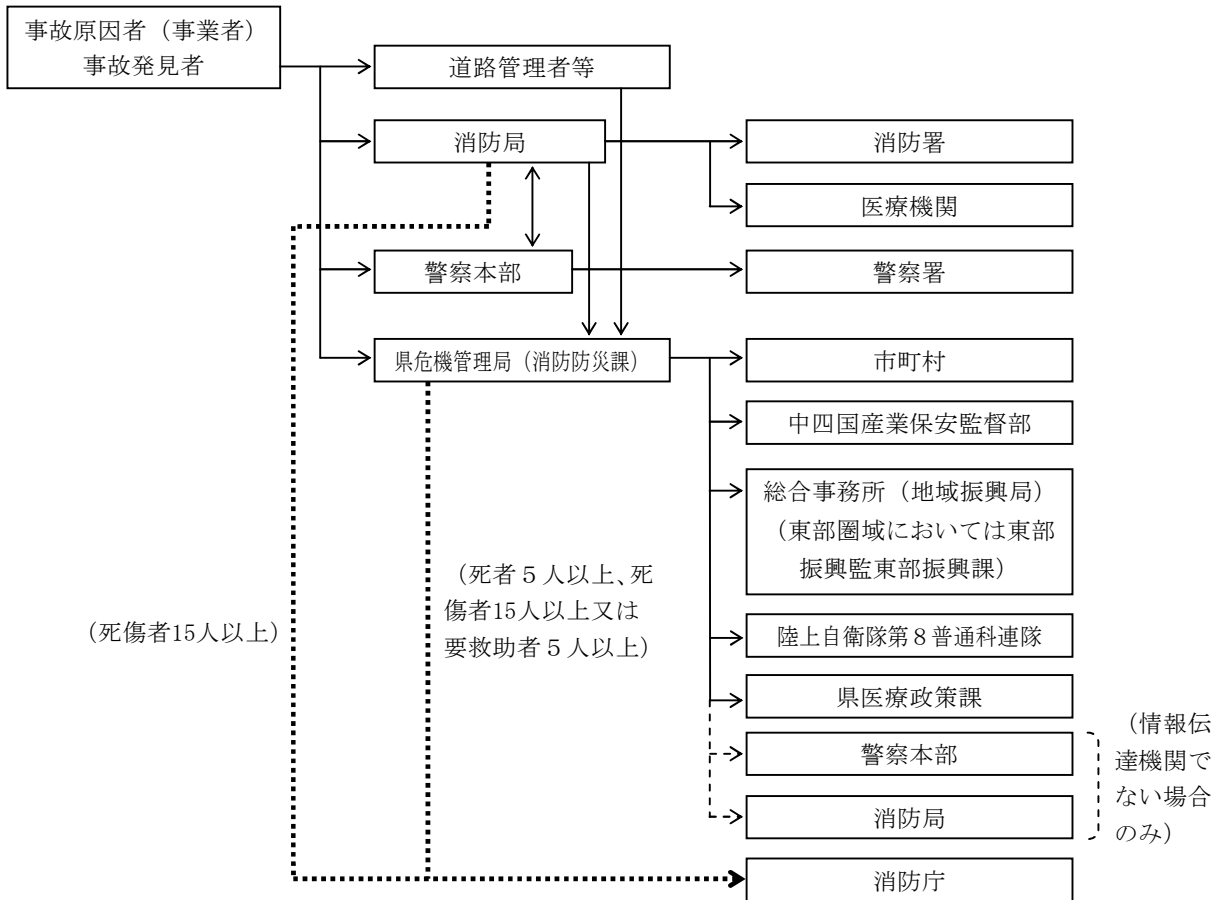 事故原因者（事業者）
事故発見者
道路管理者等
消防局
消防署
医療機関
警察本部
警察署
県危機管理局（消防防災課）
市町村
中四国産業保安監督部
総合事務所（地域振興局）
（東部圏域においては東部
振興監東部振興課）
（死者５人以上、死
傷者15人以上又は
要救助者５人以上）
（死傷者15人以上）
陸上自衛隊第８普通科連隊
県医療政策課
警察本部
消防局
（情報伝
達機関で
ない場合
のみ）
消防庁